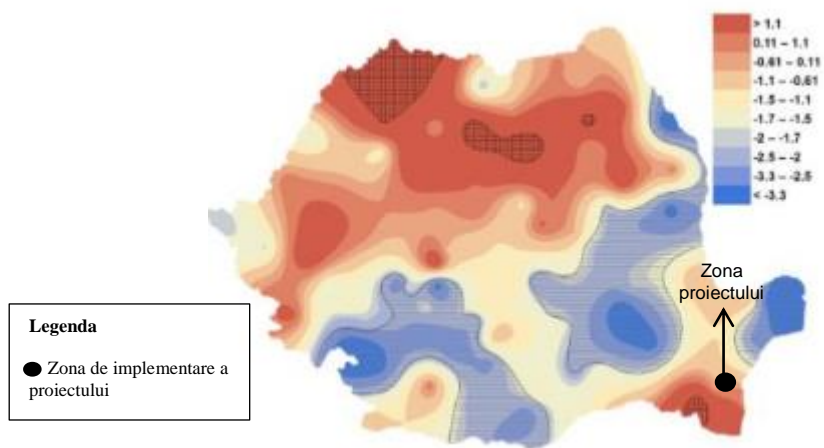 > 1.1
0.11 – 1.1
-0.61 – 0.11
-1.1 – -0.61
-1.5 – -1.1
-1.7 – -1.5
-2 – -1.7
-2.5 – -2
-3.3 – -2.5
< -3.3
Zona
proiectului
Legenda
Zona de implementare a
proiectului